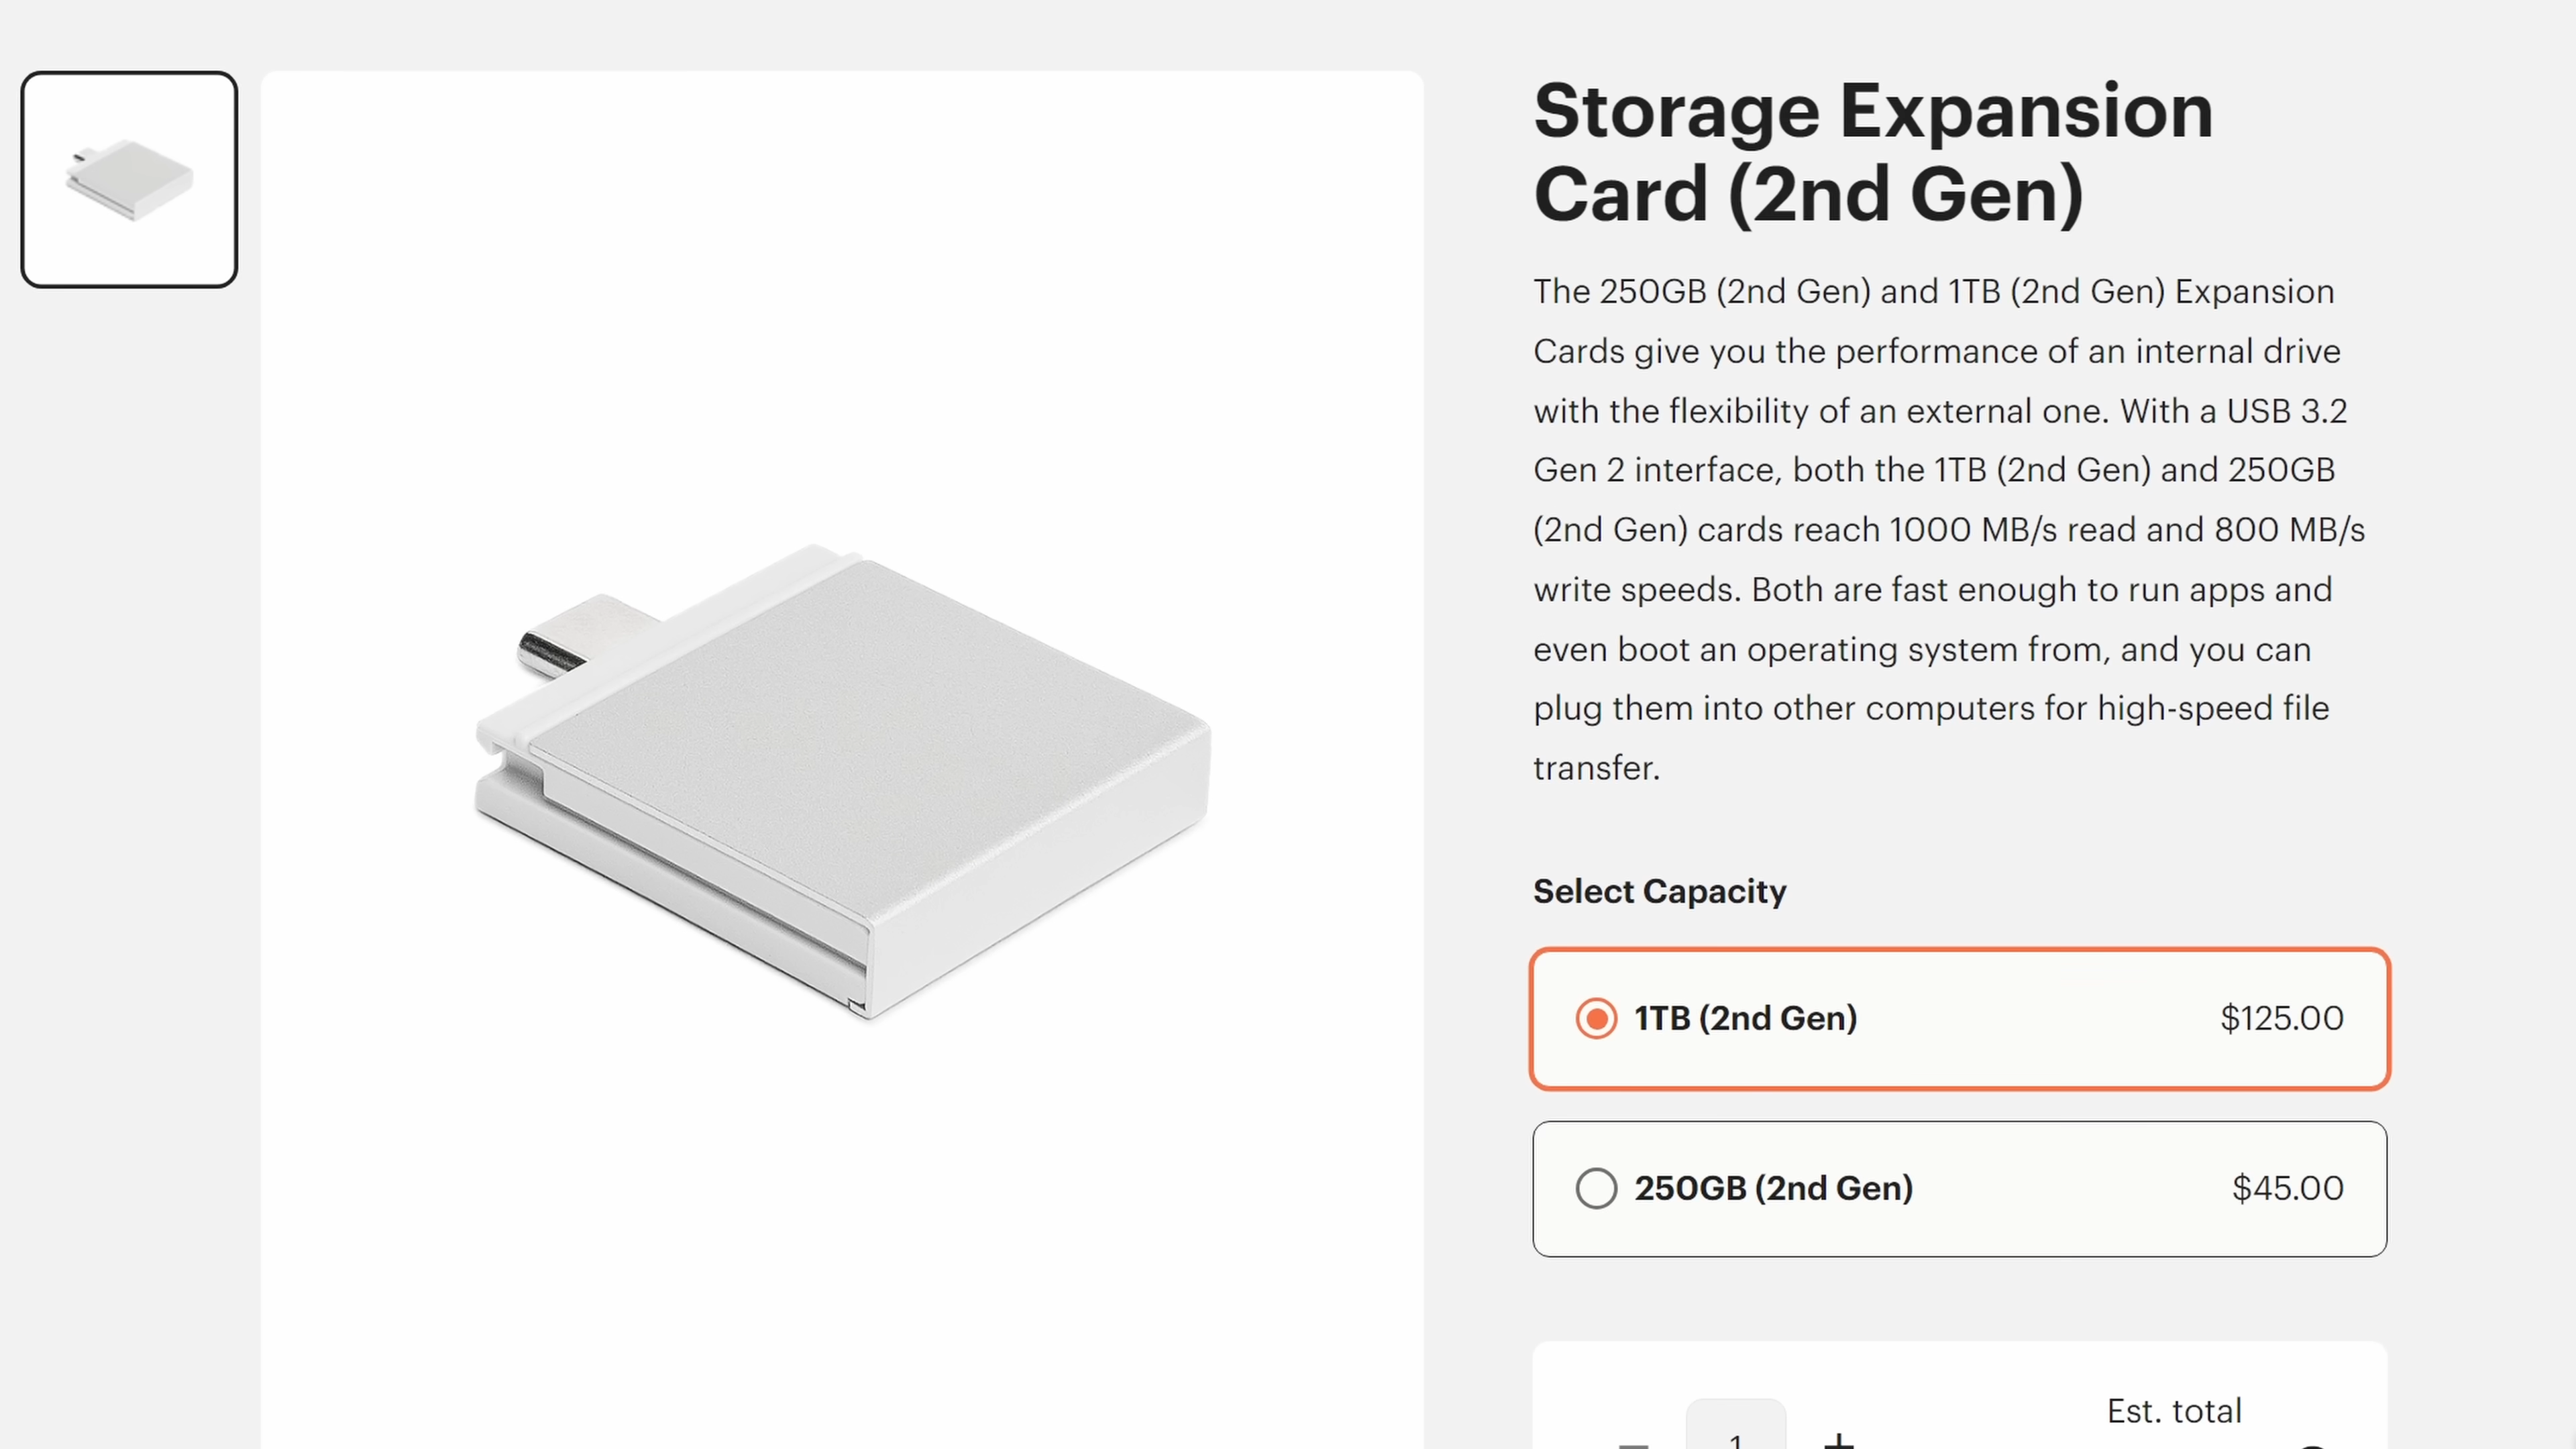 Storage Expansion
Card (2nd Gen)
The 250GB (2nd Gen) and 1TB (2nd Gen) Expansion
Cards give you the performance of an internal drive
with the flexibility of an external one. With a USB 3.2
Gen 2 interface, both the 1TB (2nd Gen) and 250GB
(2nd Gen) cards reach 1000 MB/s read and 800 MB/s
write speeds. Both are fast enough to run apps and
even boot an operating system from, and you can
plug them into other computers for high-speed file
transfer.
Select Capacity
1TB (2nd Gen) $125.00
250GB (2nd Gen) $45.00
Est. total
1